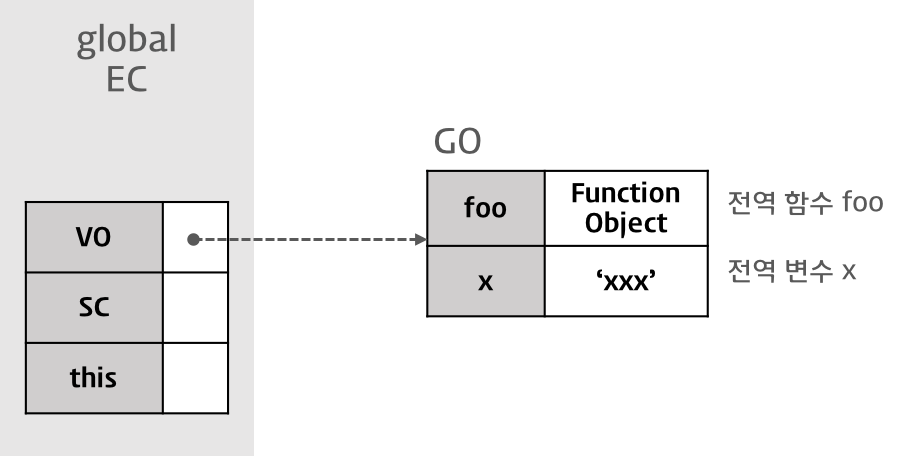 global
EC
GO
VO
SC
this
foo
Function
Object
전역 함수 foo
x
‘xxx’
전역 변수 x